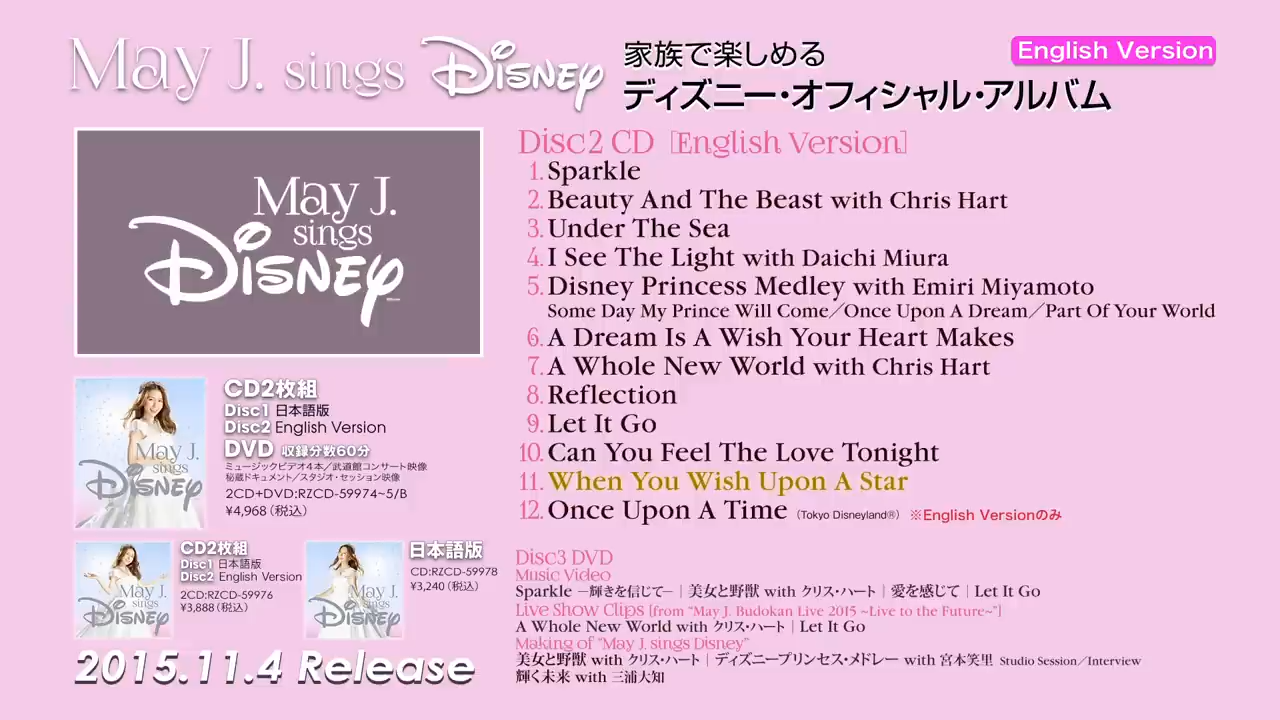 May J. sings Disney
家族で楽しめる
ディズニー・オフィシャル・アルバム
English Version
May J.
sings
Disney
CD2枚組
Disc1 日本語版
Disc2 English Version
DVD 収録分数60分
ミュージックビデオ4本／武道館コンサート映像
秘蔵ドキュメント／スタジオ・セッション映像
2CD+DVD:RZCD-59974~5/B
¥4,968（税込）
May J.
sings
Disney
CD2枚組
Disc1 日本語版
Disc2 English Version
2CD:RZCD-59976
¥3,888（税込）
May J.
sings
Disney
日本語版
CD:RZCD-59978
¥3,240（税込）
May J.
sings
Disney
2015.11.4 Release
Disc2 CD [English Version]
1. Sparkle
2. Beauty And The Beast with Chris Hart
3. Under The Sea
4. I See The Light with Daichi Miura
5. Disney Princess Medley with Emiri Miyamoto
Some Day My Prince Will Come／Once Upon A Dream／Part Of Your World
6. A Dream Is A Wish Your Heart Makes
7. A Whole New World with Chris Hart
8. Reflection
9. Let It Go
10. Can You Feel The Love Tonight
11. When You Wish Upon A Star
12. Once Upon A Time （Tokyo Disneyland®） ※English Versionのみ
Disc3 DVD
Music Video
Sparkle －輝きを信じて－｜美女と野獣 with クリス・ハート｜愛を感じて｜Let It Go
Live Show Clips [from “May J. Budokan Live 2015 ~Live to the Future~”]
A Whole New World with クリス・ハート｜Let It Go
Making of “May J. sings Disney”
美女と野獣 with クリス・ハート｜ディズニープリンセス・メドレー with 宮本笑里 Studio Session／Interview
輝く未来 with 三浦大知